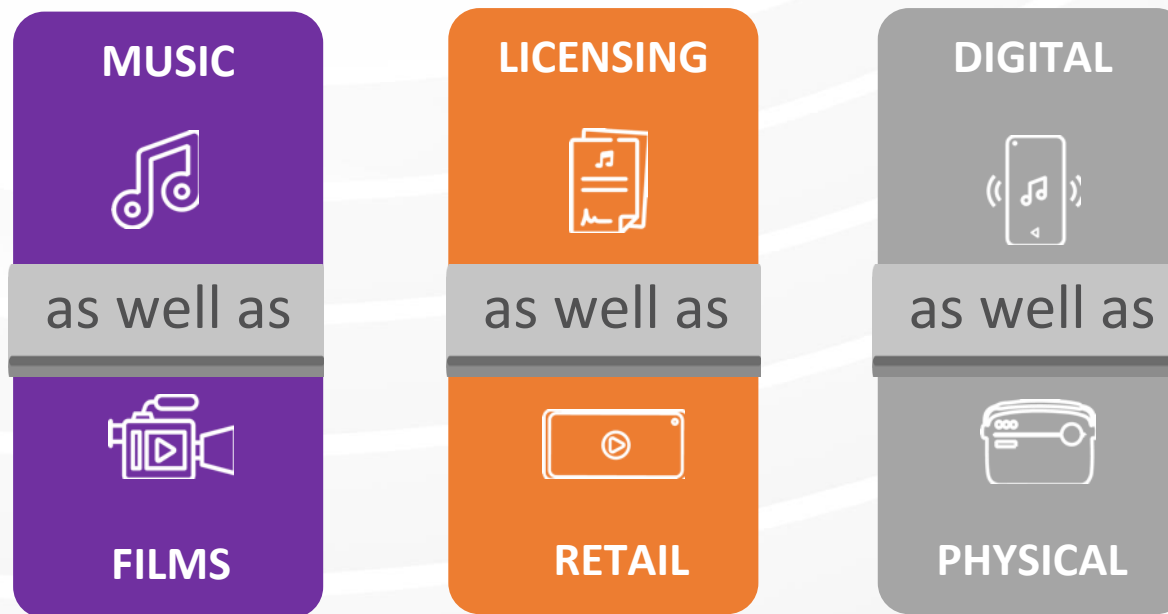 MUSIC
as well as
FILMS
LICENSING
as well as
RETAIL
DIGITAL
as well as
PHYSICAL